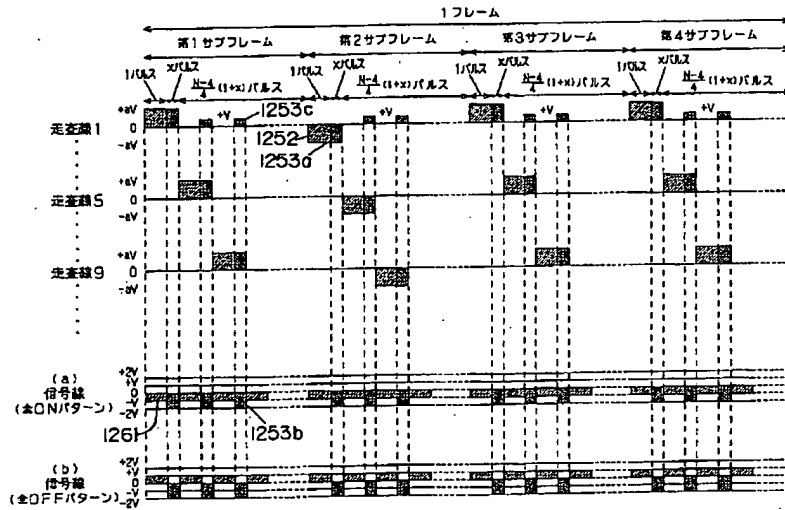 1フレーム
第1サブフレーム 第2サブフレーム 第3サブフレーム 第4サブフレーム
1パルス xパルス N-4/4 (1+x)パルス 1パルス xパルス N-4/4 (1+x)パルス 1パルス xパルス N-4/4 (1+x)パルス 1パルス xパルス N-4/4 (1+x)パルス
+aV
走査線1 0
-aV
+V 1253c +V +V +V
1252
1253a
+aV
走査線5 0
-aV
+aV
走査線9 0
-aV
(a)
信号線
(全ONパターン)
+2V
+V
0
-V
-2V
1261 1253b
(b)
信号線
(全OFFパターン)
+2V
+V
0
-V
-2V